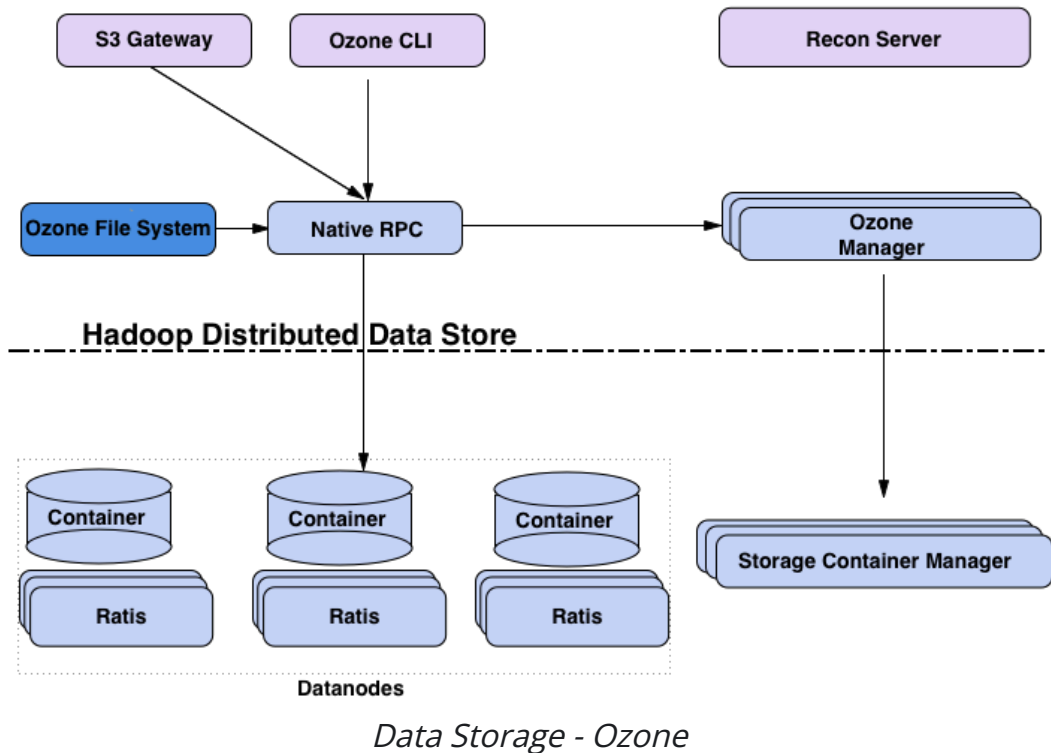 S3 Gateway
Ozone CLI
Recon Server
Ozone File System
Native RPC
Ozone
Manager
Hadoop Distributed Data Store
Container
Container
Container
Storage Container Manager
Ratis
Ratis
Ratis
Datanodes
Data Storage - Ozone